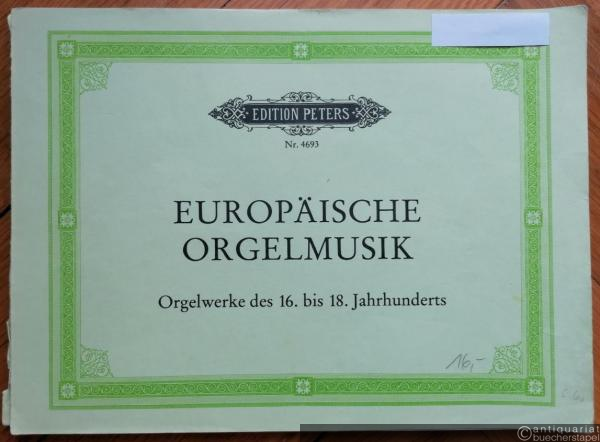 EDITION PETERS
Nr. 4693
EUROPÄISCHE
ORGELMUSIK
Orgelwerke des 16. bis 18. Jahrhunderts
16,-
antiquariat
buecherstapel